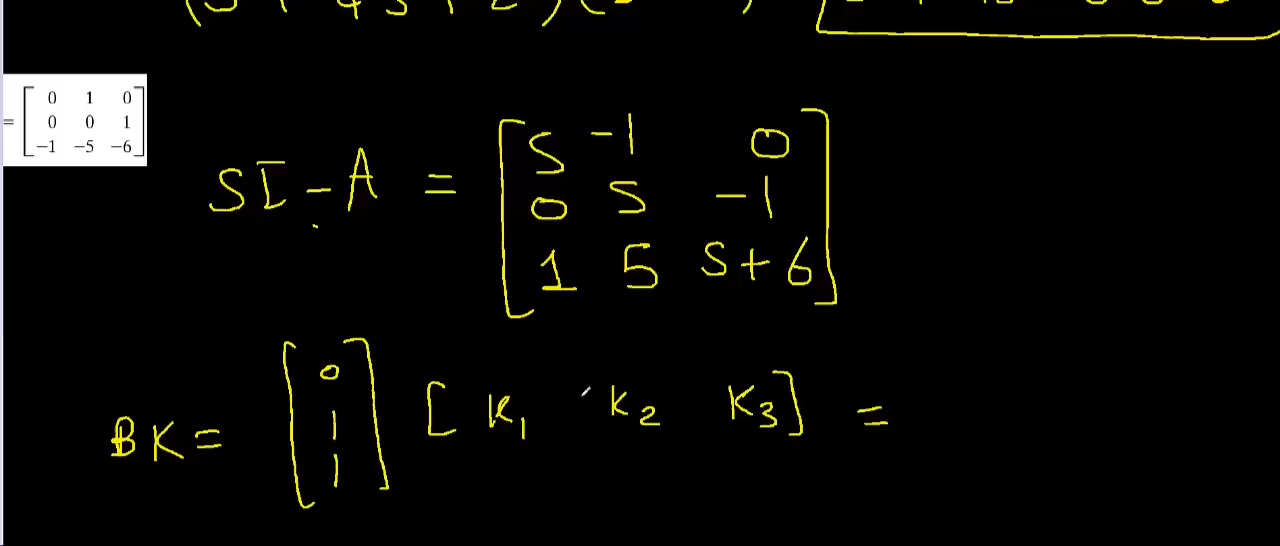 = [ 0 1 0
0 0 1
-1 -5 -6 ]
SI - A = [ S -1 0
0 S -1
1 5 S+6 ]
BK = [ 0
1
1 ] [ K1 K2 K3 ] =